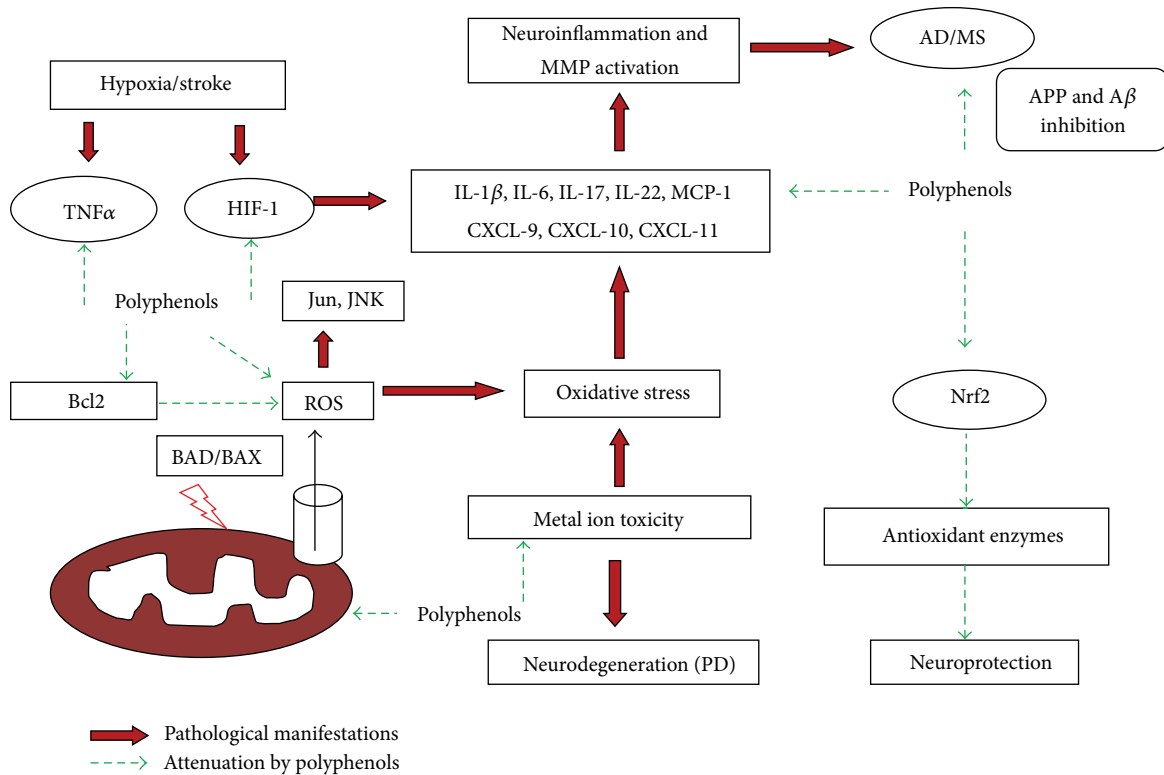 Neuroinflammation and
MMP activation
AD/MS
Hypoxia/stroke
APP and Aβ
inhibition
TNFα
HIF-1
IL-1β, IL-6, IL-17, IL-22, MCP-1
CXCL-9, CXCL-10, CXCL-11
Polyphenols
Polyphenols
Jun, JNK
Bcl2
ROS
Oxidative stress
Nrf2
BAD/BAX
Metal ion toxicity
Antioxidant enzymes
Polyphenols
Neurodegeneration (PD)
Neuroprotection
Pathological manifestations
Attenuation by polyphenols